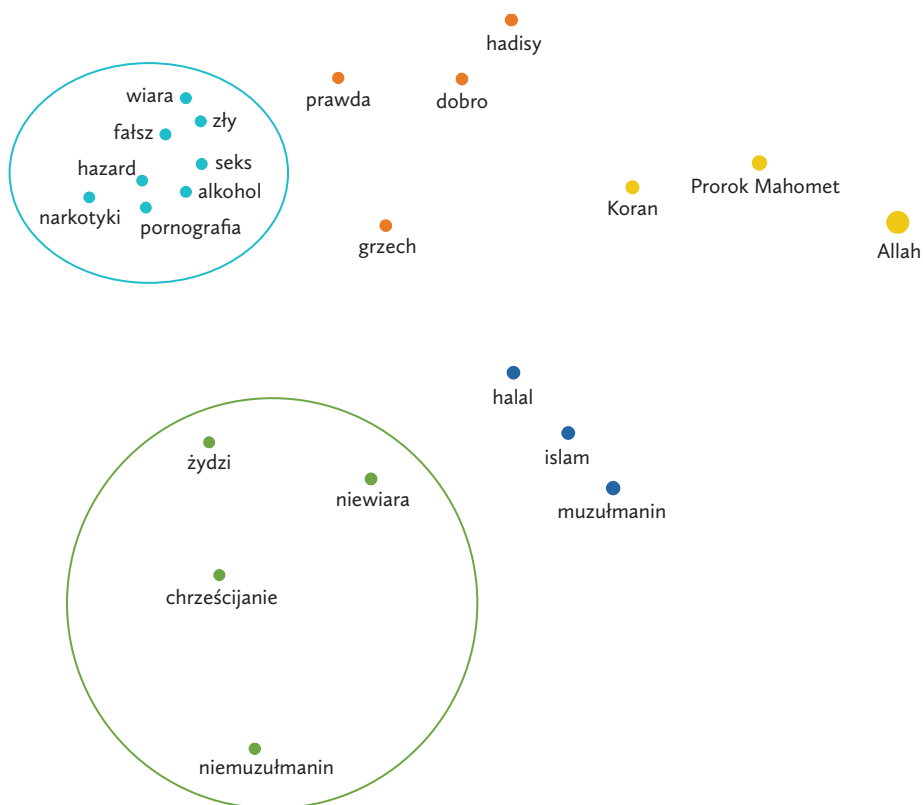 hadisy
prawda
dobro
wiara
zły
fałsz
seks
hazard
alkohol
narkotyki
pornografia
Prorok Mahomet
Koran
grzech
Allah
halal
islam
żydzi
niewiara
muzułmanin
chrześcijanie
niemuzułmanin